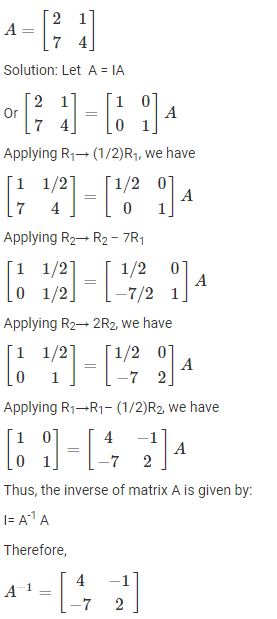 A = [2 1
7 4]
Solution: Let A = IA
Or [2 1
7 4] = [1 0
0 1] A
Applying R₁→ (1/2)R₁, we have
[1 1/2
7 4] = [1/2 0
0 1] A
Applying R₂→ R₂ – 7R₁
[1 1/2
0 1/2] = [1/2 0
−7/2 1] A
Applying R₂→ 2R₂, we have
[1 1/2
0 1] = [1/2 0
−7 2] A
Applying R₁→R₁– (1/2)R₂, we have
[1 0
0 1] = [4 −1
−7 2] A
Thus, the inverse of matrix A is given by:
I= A⁻¹ A
Therefore,
A⁻¹ = [4 −1
−7 2]